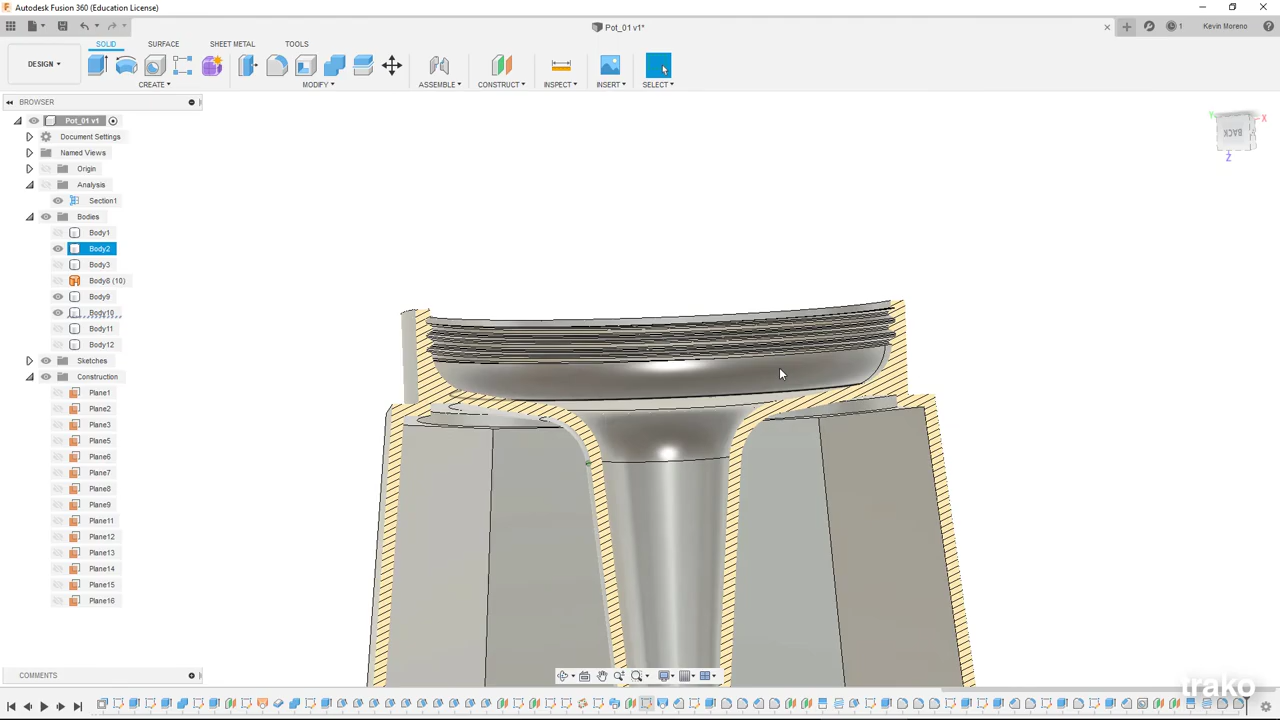 Autodesk Fusion 360 (Education License)
Pot_01 v1*
1
Kevin Moreno
SOLID SURFACE SHEET METAL TOOLS
DESIGN
CREATE MODIFY ASSEMBLE CONSTRUCT INSPECT INSERT SELECT
BROWSER
Pot_01 v1
Document Settings
Named Views
Origin
Analysis
Section1
Bodies
Body1
Body2
Body3
Body8 (10)
Body9
Body10
Body11
Body12
Sketches
Construction
Plane1
Plane2
Plane3
Plane5
Plane6
Plane7
Plane8
Plane9
Plane11
Plane12
Plane13
Plane14
Plane15
Plane16
Y
X
BACK
Z
COMMENTS
trako